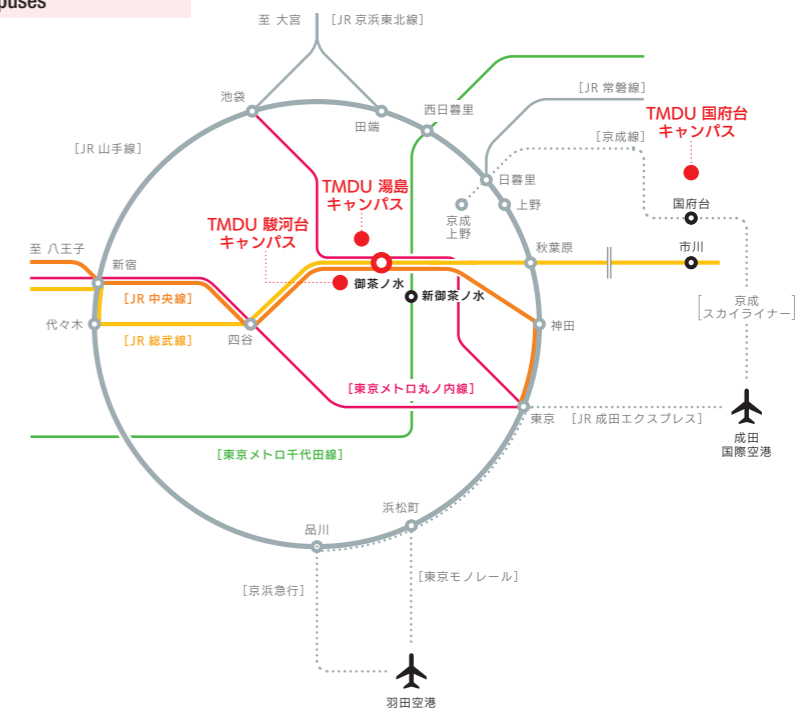 puses
至 大宮
[JR 京浜東北線]
池袋
田端
西日暮里
[JR 常磐線]
TMDU 国府台
キャンパス
[京成線]
[JR 山手線]
日暮里
TMDU 湯島
キャンパス
上野
京成
上野
国府台
TMDU 駿河台
キャンパス
至 八王子
新宿
秋葉原
市川
御茶ノ水
新御茶ノ水
[JR 中央線]
京成
[スカイライナー]
代々木
[JR 総武線]
四谷
神田
[東京メトロ丸ノ内線]
東京
[JR 成田エクスプレス]
成田
国際空港
[東京メトロ千代田線]
浜松町
品川
[京浜急行]
[東京モノレール]
羽田空港